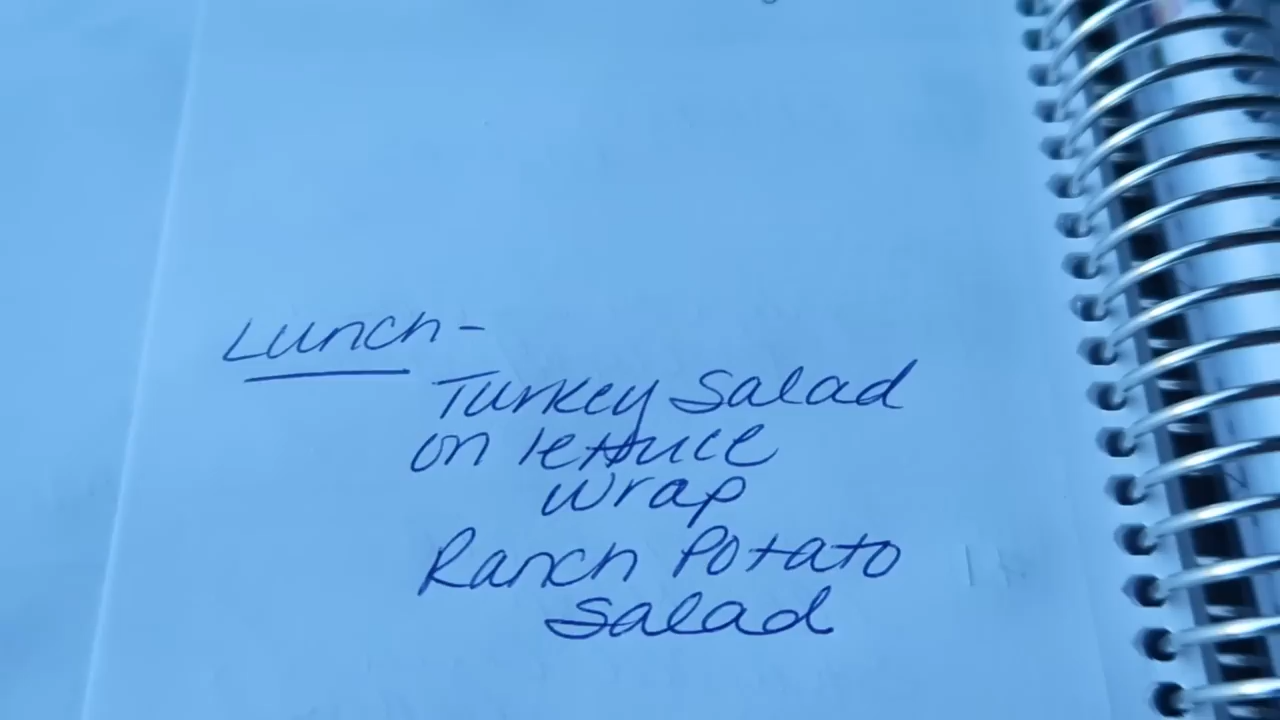 Lunch-
Turkey Salad
on lettuce
wrap
Ranch Potato
Salad